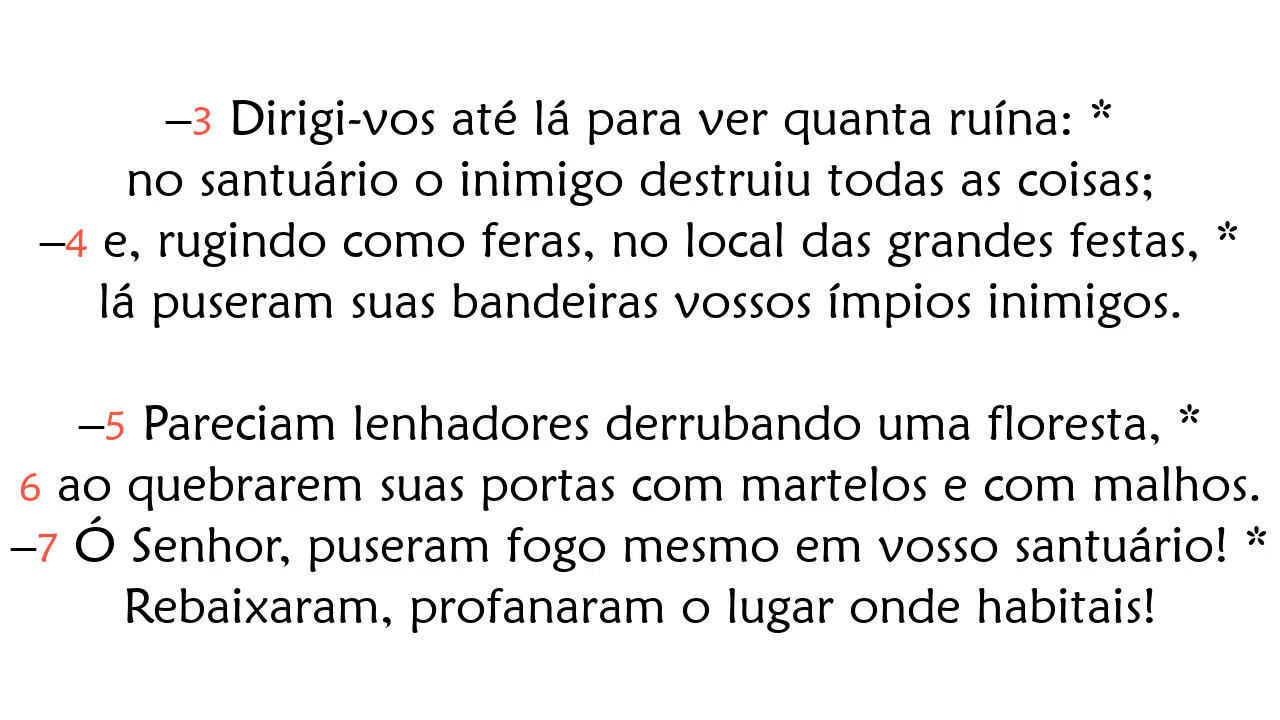 –3 Dirigi-vos até lá para ver quanta ruína: *
no santuário o inimigo destruiu todas as coisas;
–4 e, rugindo como feras, no local das grandes festas, *
lá puseram suas bandeiras vossos ímpios inimigos.
–5 Pareciam lenhadores derrubando uma floresta, *
6 ao quebrarem suas portas com martelos e com malhos.
–7 Ó Senhor, puseram fogo mesmo em vosso santuário! *
Rebaixaram, profanaram o lugar onde habitais!